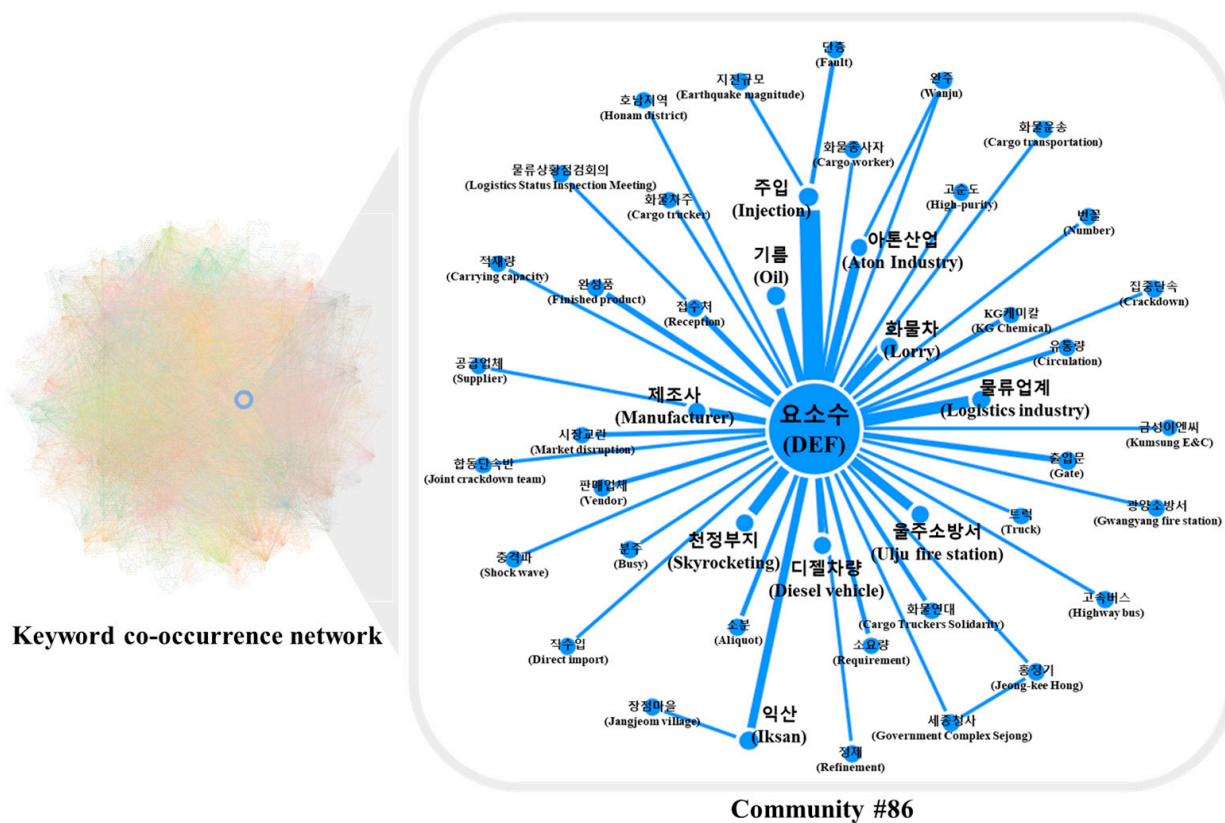 단층
(Fault)
지진규모
(Earthquake magnitude)
완주
(Wanju)
호남지역
(Honam district)
화물운송
(Cargo transportation)
화물종사자
(Cargo worker)
물류상황점검회의
(Logistics Status Inspection Meeting)
주입
(Injection)
고순도
(High-purity)
화물차주
(Cargo trucker)
번꼴
(Number)
아톤산업
(Aton Industry)
기름
(Oil)
적재량
(Carrying capacity)
완성품
(Finished product)
집중단속
(Crackdown)
접수처
(Reception)
KG케미칼
(KG Chemical)
화물차
(Lorry)
유통량
(Circulation)
공급업체
(Supplier)
제조사
(Manufacturer)
물류업계
(Logistics industry)
요소수
(DEF)
금성이엔씨
(Kumsung E&C)
시장교란
(Market disruption)
합동단속반
(Joint crackdown team)
출입문
(Gate)
판매업체
(Vendor)
광양소방서
(Gwangyang fire station)
트럭
(Truck)
천정부지
(Skyrocketing)
울주소방서
(Ulju fire station)
충격파
(Shock wave)
분주
(Busy)
디젤차량
(Diesel vehicle)
고속버스
(Highway bus)
화물연대
(Cargo Truckers Solidarity)
소분
(Aliquot)
직수입
(Direct import)
소요량
(Requirement)
홍정기
(Jeong-kee Hong)
장점마을
(Jangjeom village)
익산
(Iksan)
세종청사
(Government Complex Sejong)
정제
(Refinement)
Keyword co-occurrence network
Community #86